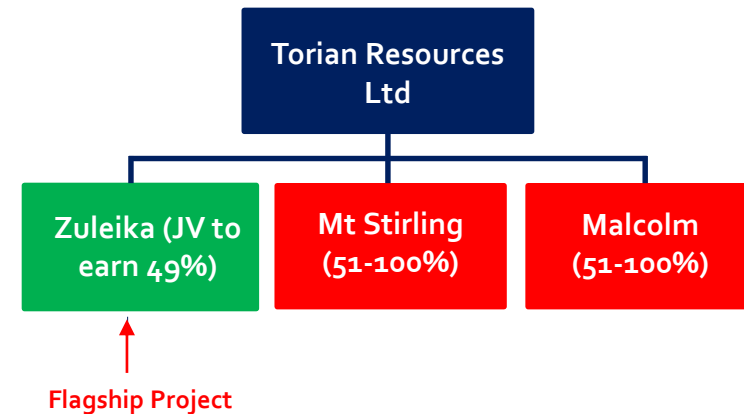 Torian Resources
Ltd
Zuleika (JV to
earn 49%)
Mt Stirling
(51-100%)
Malcolm
(51-100%)
Flagship Project